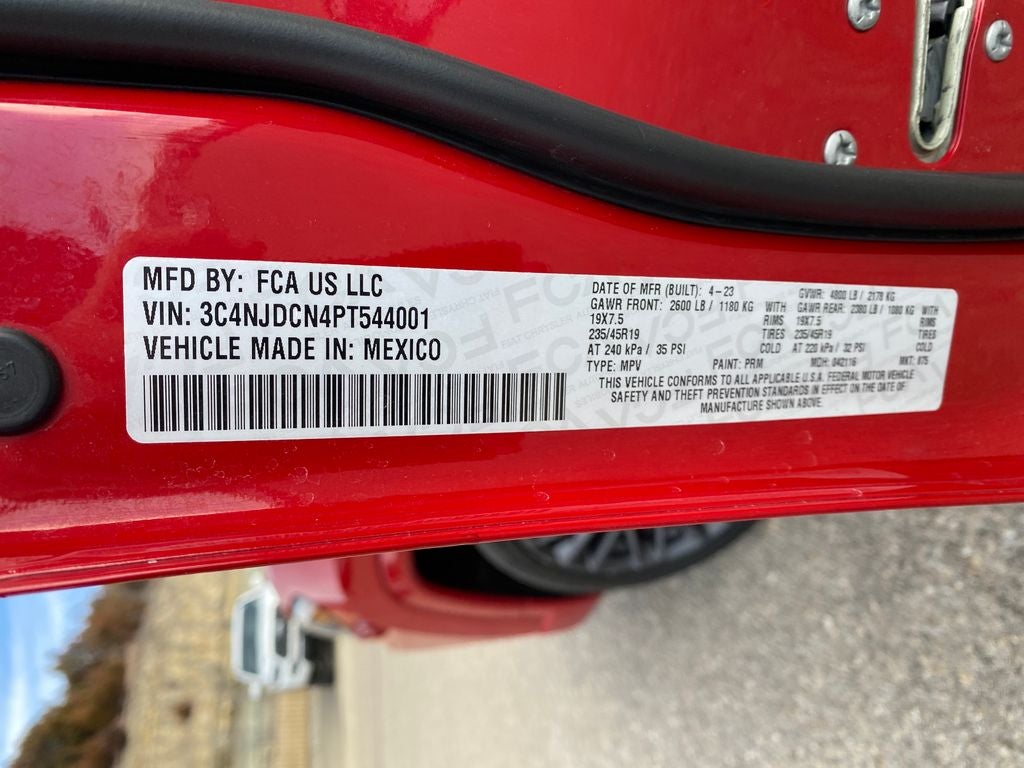 MFD BY: FCA US LLC
VIN: 3C4NJDCN4PT544001
VEHICLE MADE IN: MEXICO
DATE OF MFR (BUILT): 4-23 GVWR: 4800 LB / 2178 KG
GAWR FRONT: 2600 LB / 1180 KG WITH GAWR REAR: 2380 LB / 1080 KG WITH
19X7.5 RIMS 19X7.5 RIMS
235/45R19 TIRES 235/45R19 TIRES
AT 240 kPa / 35 PSI COLD AT 220 kPa / 32 PSI COLD
TYPE: MPV PAINT: PRM MDH: 042116 MKT: 875
THIS VEHICLE CONFORMS TO ALL APPLICABLE U.S.A. FEDERAL MOTOR VEHICLE
SAFETY AND THEFT PREVENTION STANDARDS IN EFFECT ON THE DATE OF
MANUFACTURE SHOWN ABOVE.